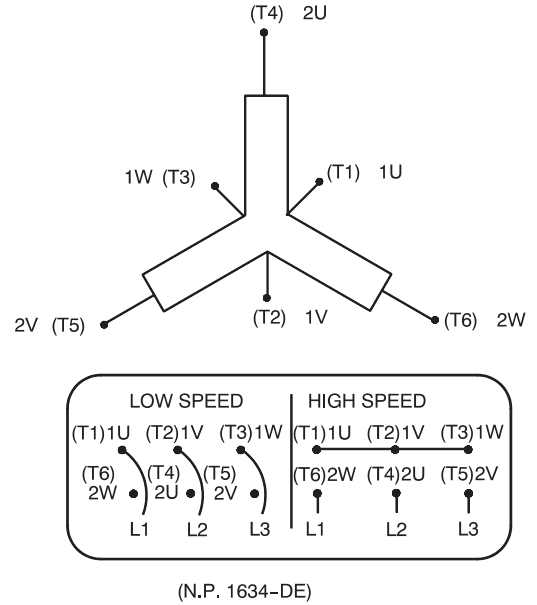 (T4) 2U
1W (T3)
(T1) 1U
2V (T5)
(T2) 1V
(T6) 2W
LOW SPEED
HIGH SPEED
(T1)1U (T2)1V (T3)1W
(T1)1U (T2)1V (T3)1W
(T6) (T4) (T5)
2W 2U 2V
(T6)2W (T4)2U (T5)2V
L1 L2 L3
L1 L2 L3
(N.P. 1634-DE)